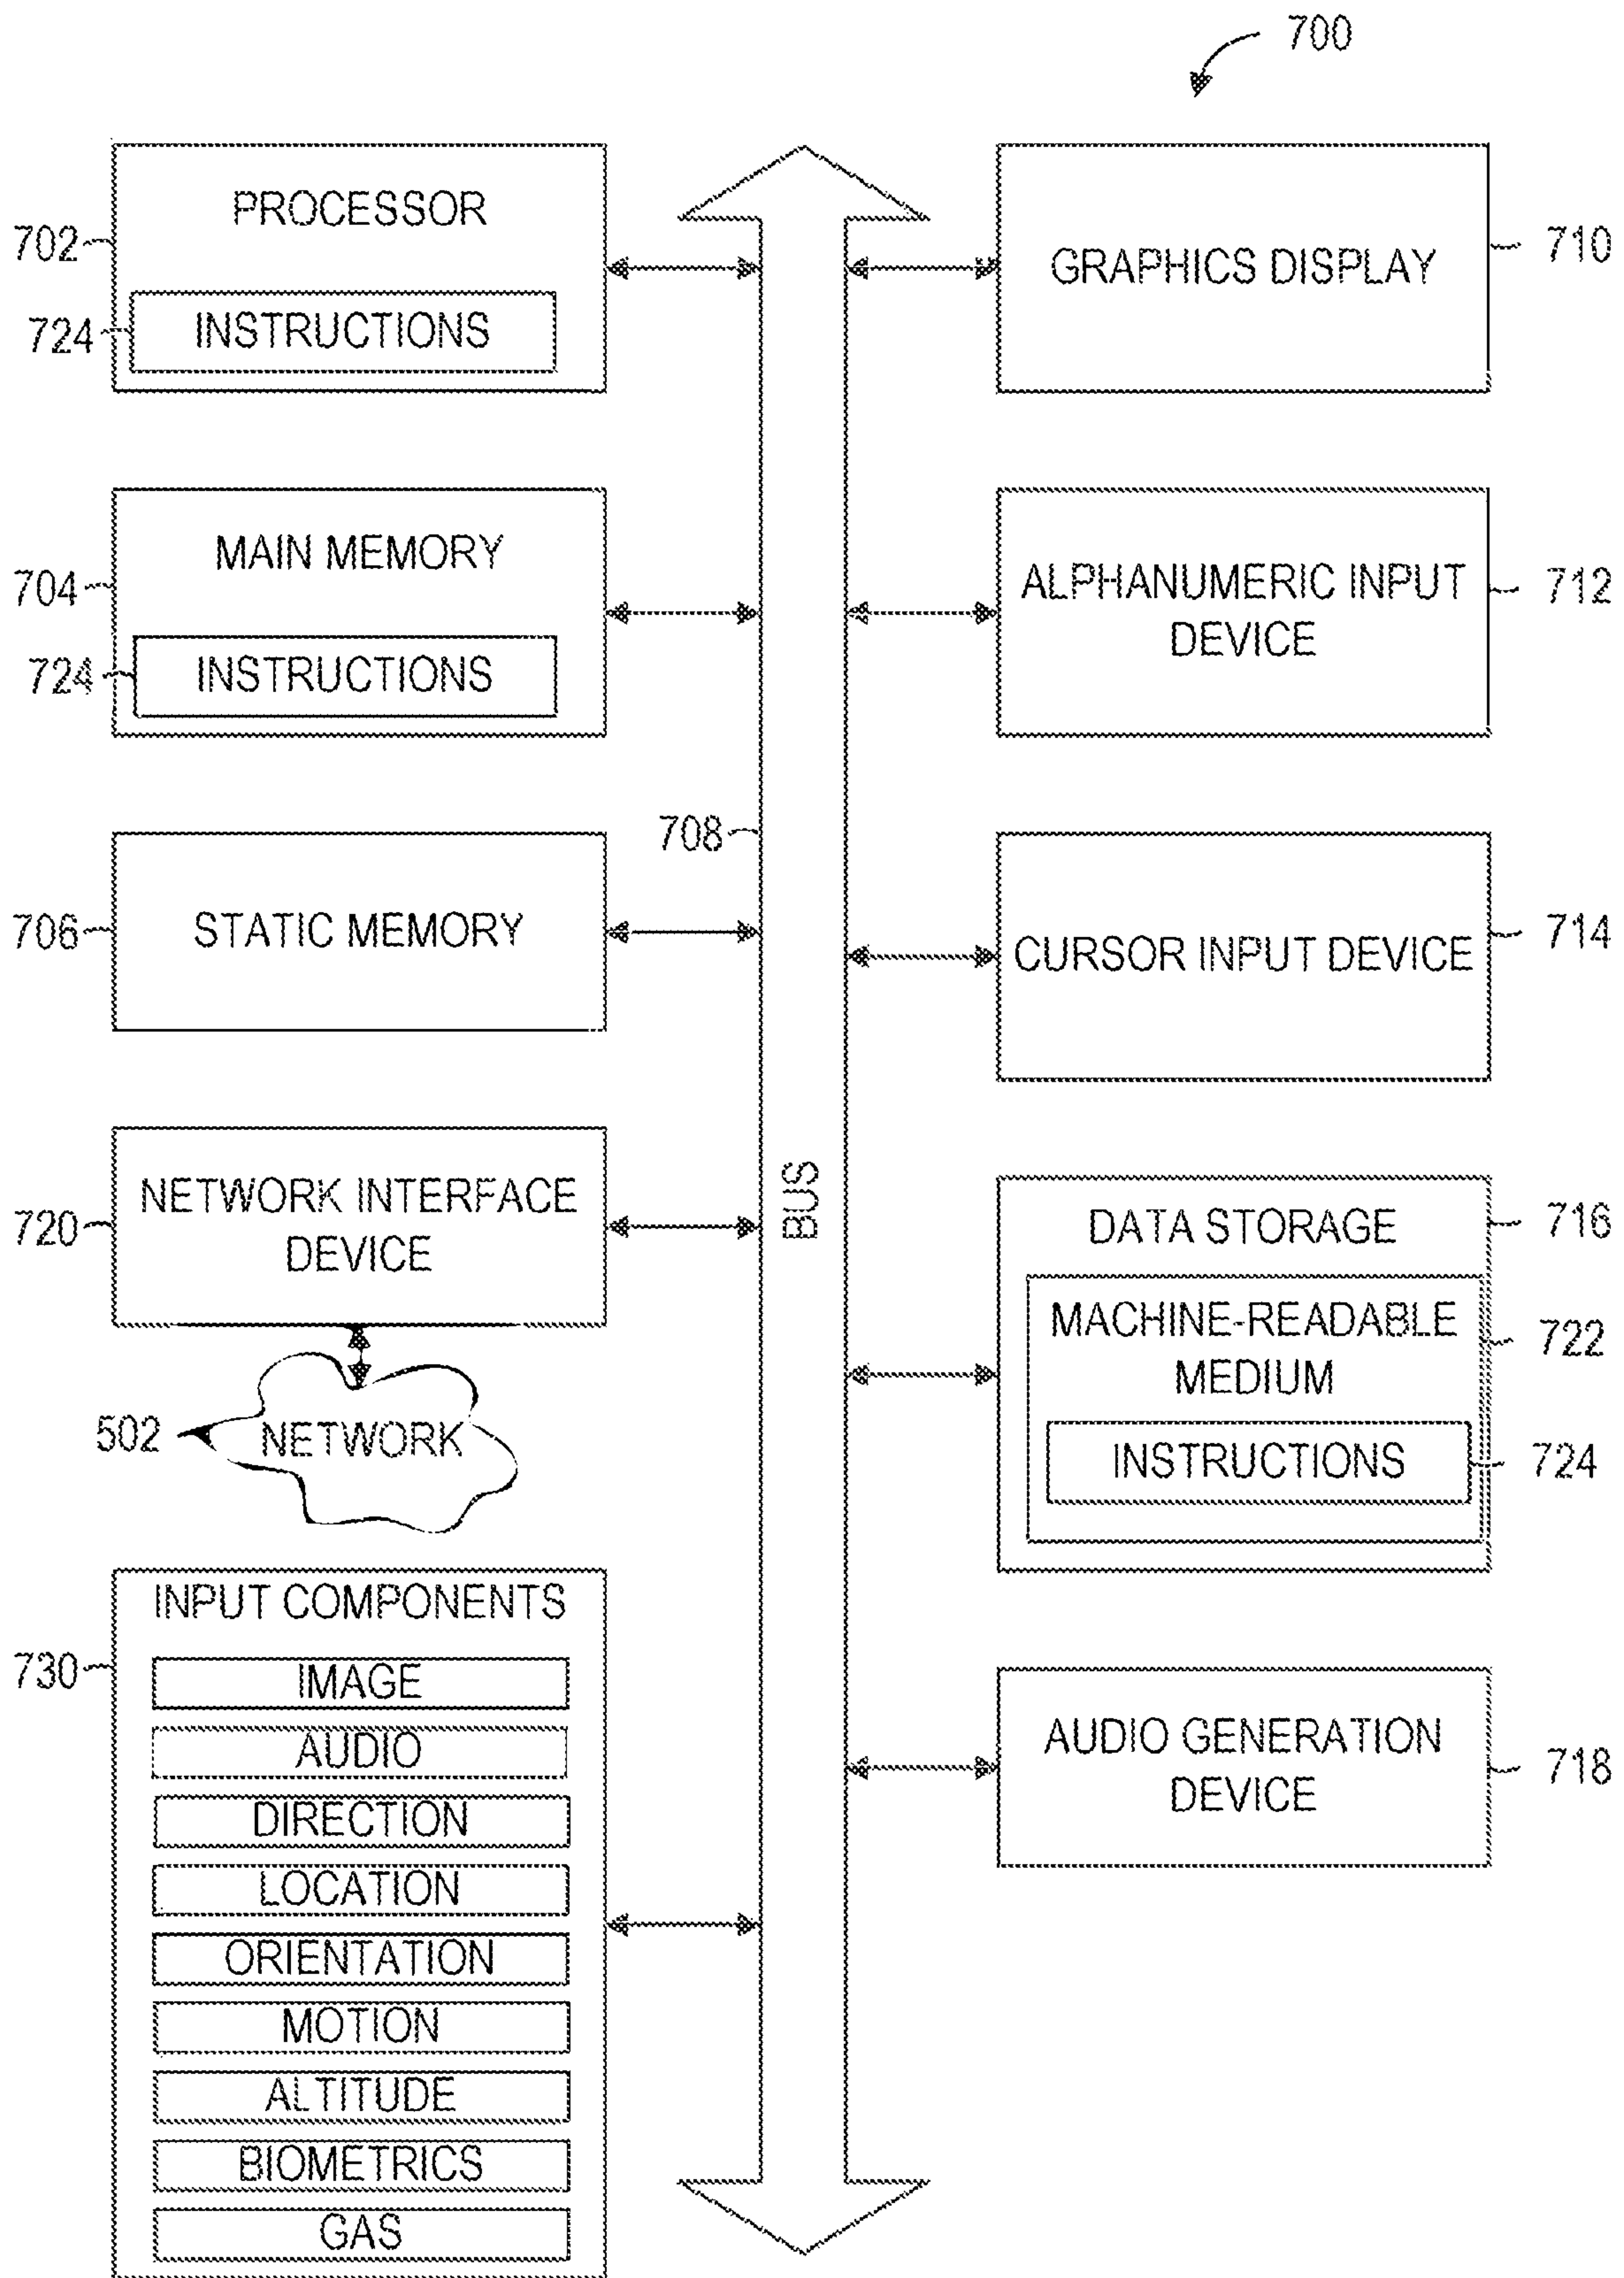 700
PROCESSOR
702
724
INSTRUCTIONS
MAIN MEMORY
704
724
INSTRUCTIONS
708
STATIC MEMORY
706
NETWORK INTERFACE
DEVICE
720
NETWORK
502
INPUT COMPONENTS
730
IMAGE
AUDIO
DIRECTION
LOCATION
ORIENTATION
MOTION
ALTITUDE
BIOMETRICS
GAS
BUS
GRAPHICS DISPLAY
710
ALPHANUMERIC INPUT
DEVICE
712
CURSOR INPUT DEVICE
714
DATA STORAGE
716
MACHINE-READABLE
MEDIUM
722
INSTRUCTIONS
724
AUDIO GENERATION
DEVICE
718